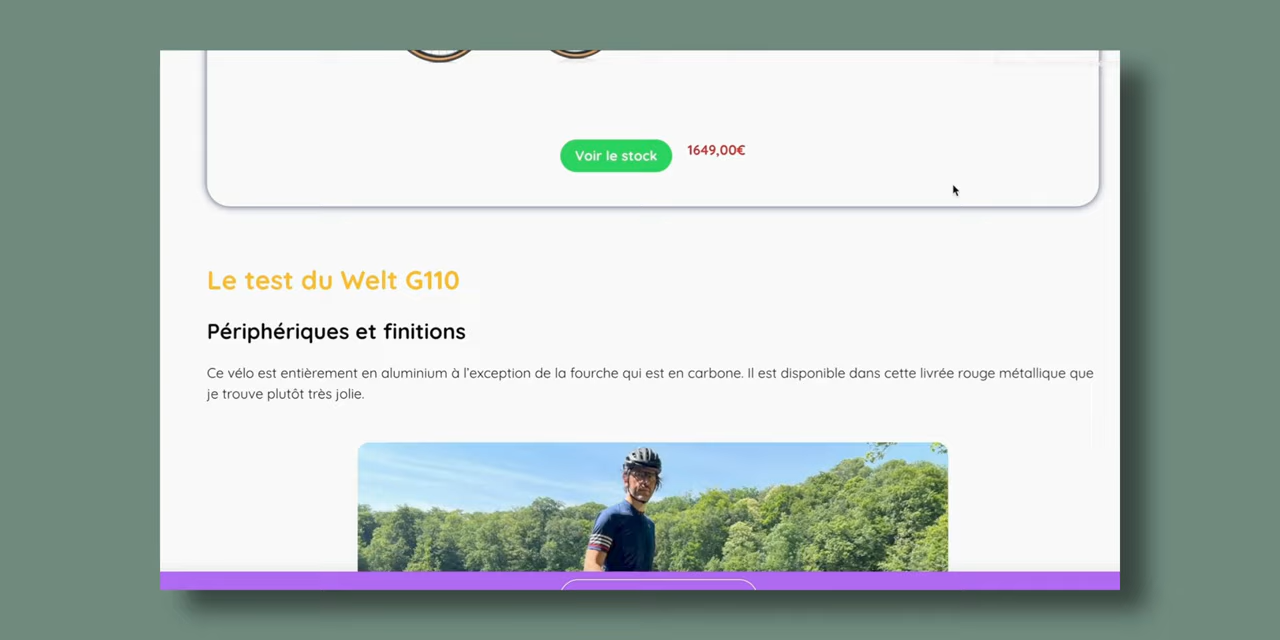 Voir le stock
1649,00€
Le test du Welt G110
Périphériques et finitions
Ce vélo est entièrement en aluminium à l'exception de la fourche qui est en carbone. Il est disponible dans cette livrée rouge métallique que
je trouve plutôt très jolie.